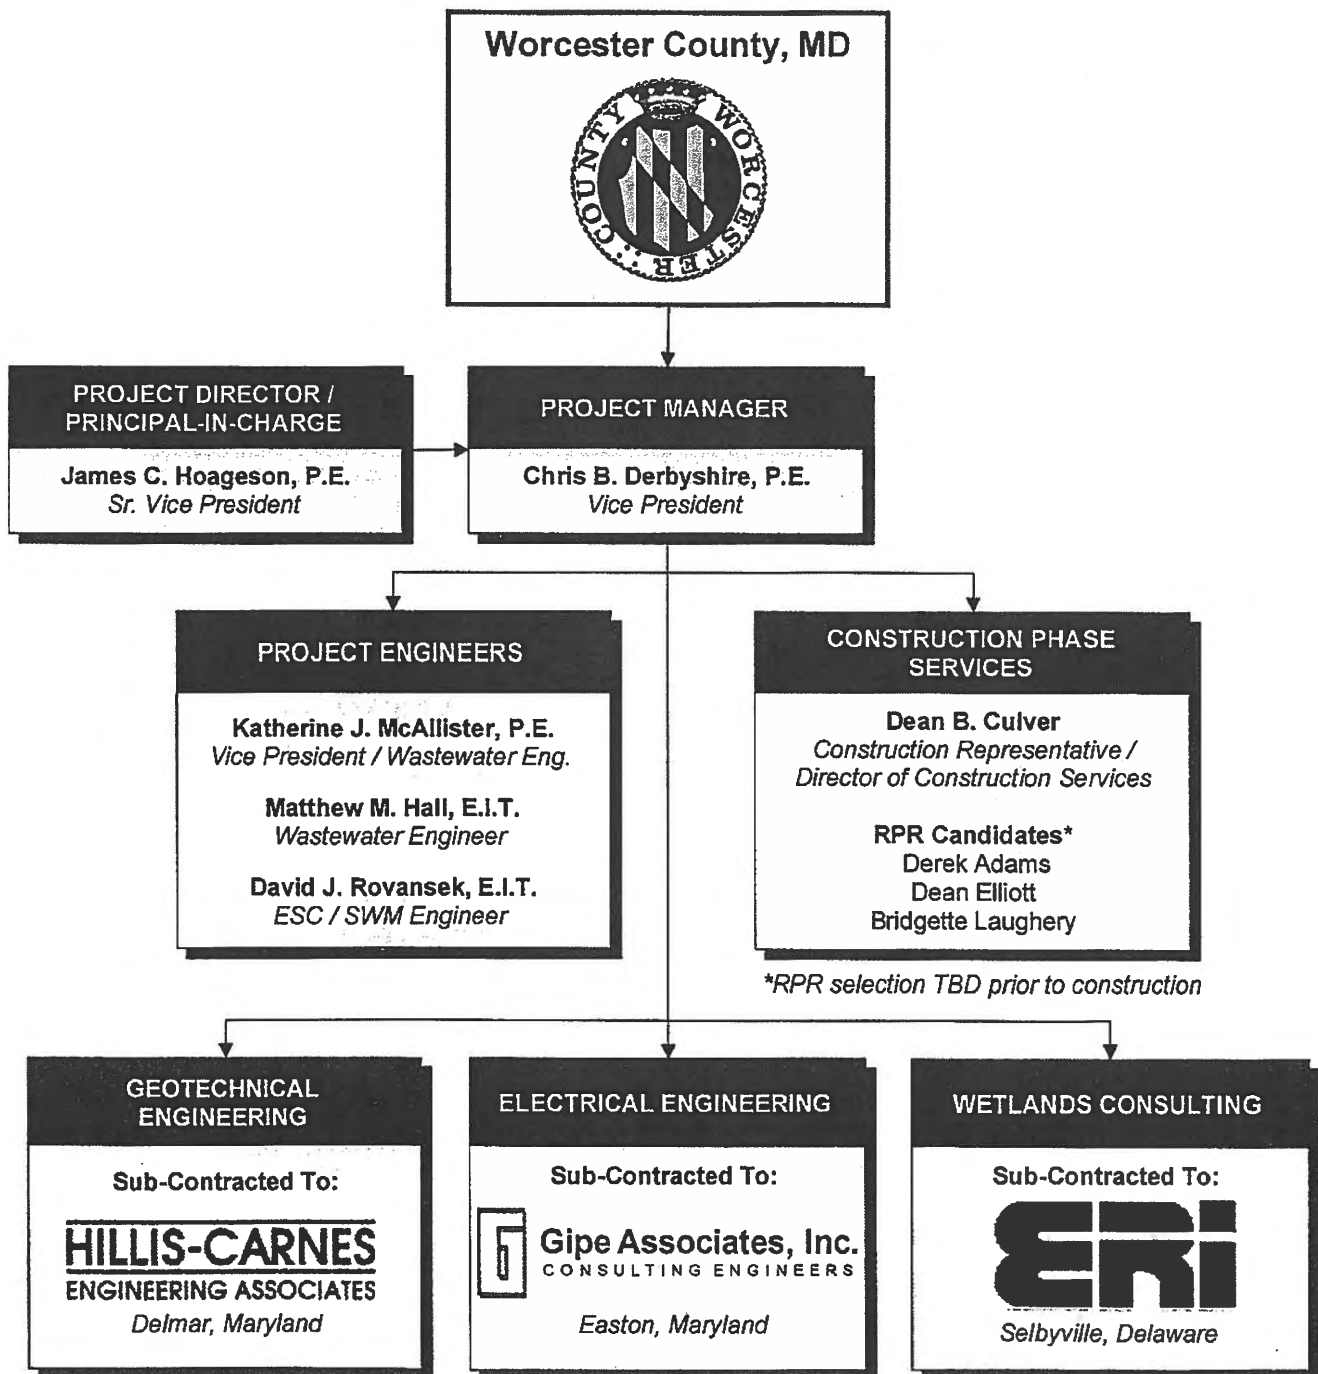 Worcester County, MD
COUNTY WORCESTER
PROJECT DIRECTOR /
PRINCIPAL-IN-CHARGE
James C. Hoageson, P.E.
Sr. Vice President
PROJECT MANAGER
Chris B. Derbyshire, P.E.
Vice President
PROJECT ENGINEERS
Katherine J. McAllister, P.E.
Vice President / Wastewater Eng.
Matthew M. Hall, E.I.T.
Wastewater Engineer
David J. Rovansek, E.I.T.
ESC / SWM Engineer
CONSTRUCTION PHASE
SERVICES
Dean B. Culver
Construction Representative /
Director of Construction Services
RPR Candidates*
Derek Adams
Dean Elliott
Bridgette Laughery
*RPR selection TBD prior to construction
GEOTECHNICAL
ENGINEERING
Sub-Contracted To:
HILLIS-CARNES
ENGINEERING ASSOCIATES
Delmar, Maryland
ELECTRICAL ENGINEERING
Sub-Contracted To:
G Gipe Associates, Inc.
CONSULTING ENGINEERS
Easton, Maryland
WETLANDS CONSULTING
Sub-Contracted To:
ERi
Selbyville, Delaware